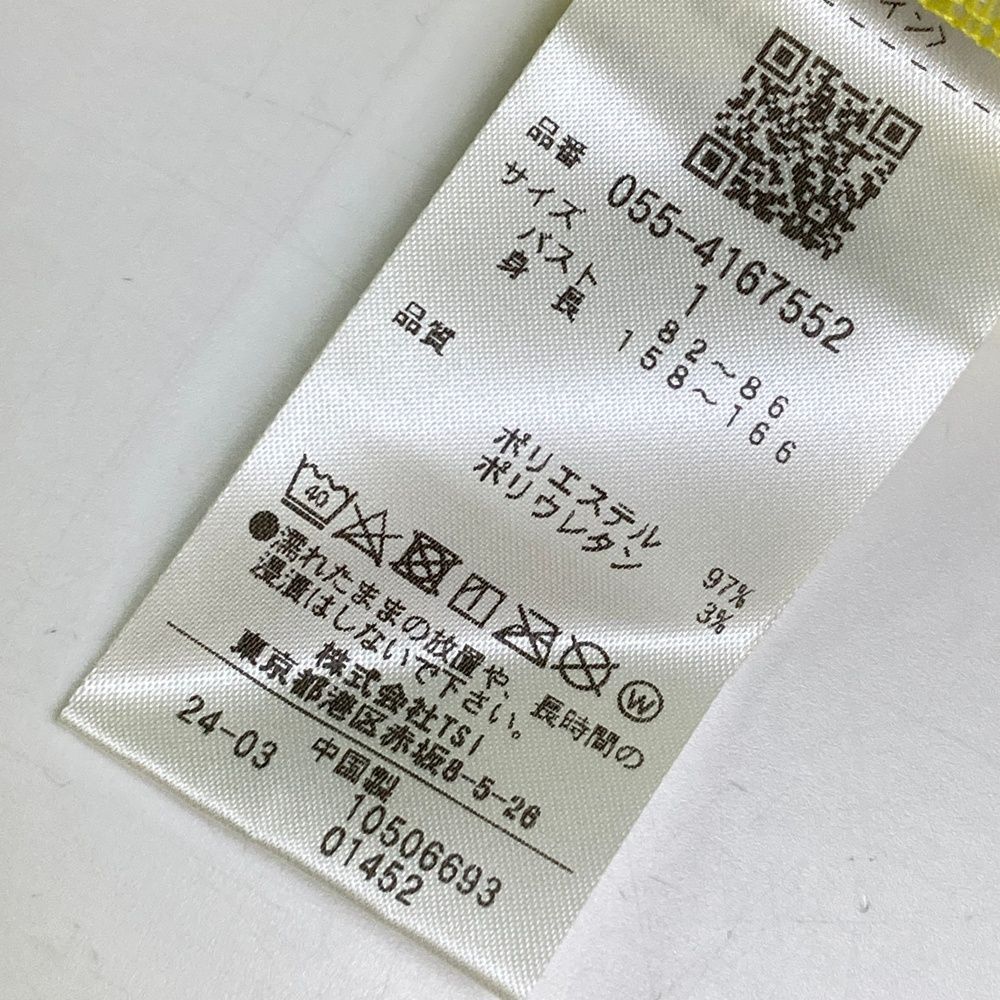 イン)
品番 055-4167552
サイズ 1
バスト 82～86
身長 158～166
品質
ポリエステル 97%
ポリウレタン 3%
40
W
●濡れたままの放置や、長時間の
浸漬はしないで下さい。
株式会社TSI
東京都港区赤坂8-5-26
24-03 中国製
10506693
01452